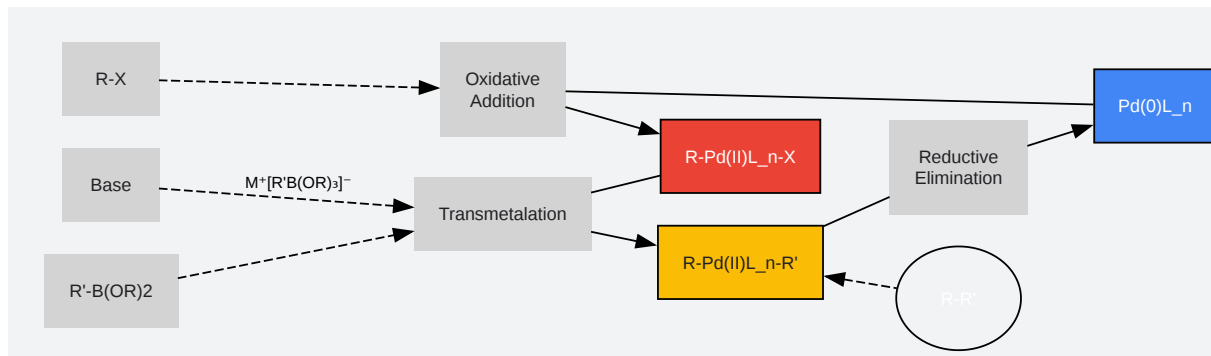 R-X
Oxidative
Addition
Pd(0)L_n
R-Pd(II)L_n-X
Reductive
Elimination
Base
M⁺[R'B(OR)₃]⁻
Transmetalation
R-Pd(II)L_n-R'
R'-B(OR)2
R-R'